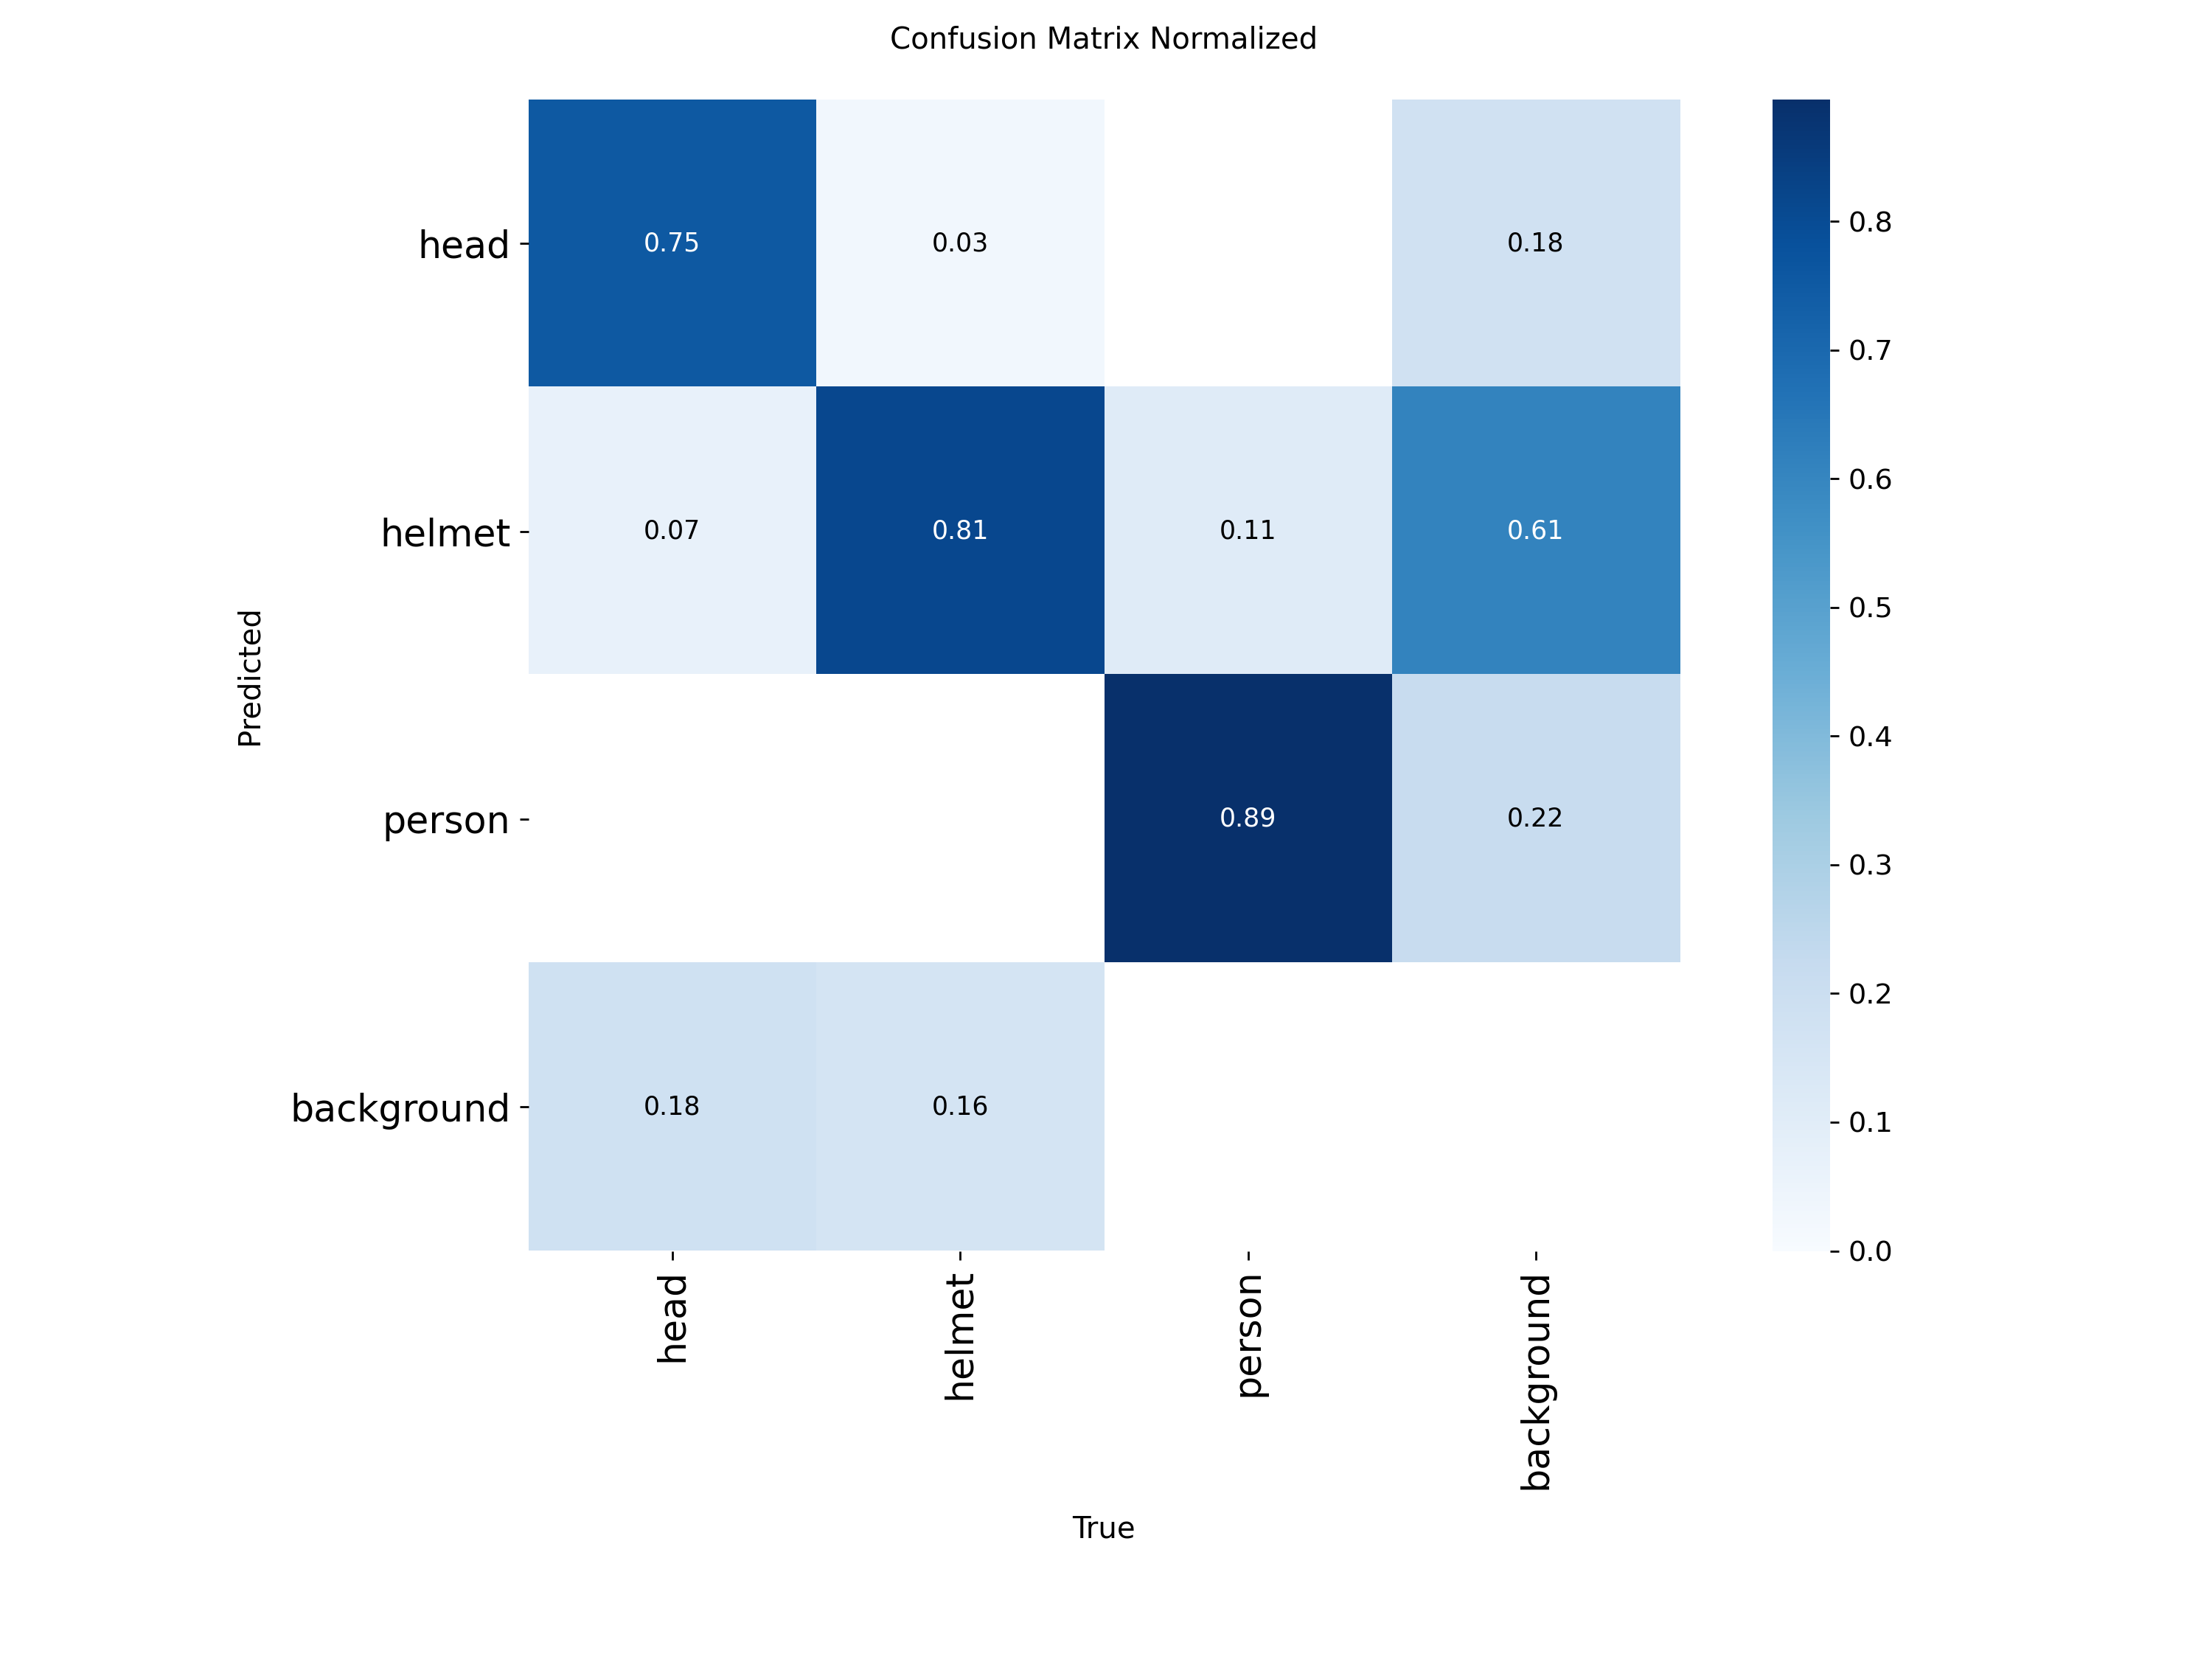 Confusion Matrix Normalized
head
0.75
0.03
0.18
helmet
0.07
0.81
0.11
0.61
person
0.89
0.22
background
0.18
0.16
Predicted
head
helmet
person
background
True
0.8
0.7
0.6
0.5
0.4
0.3
0.2
0.1
0.0